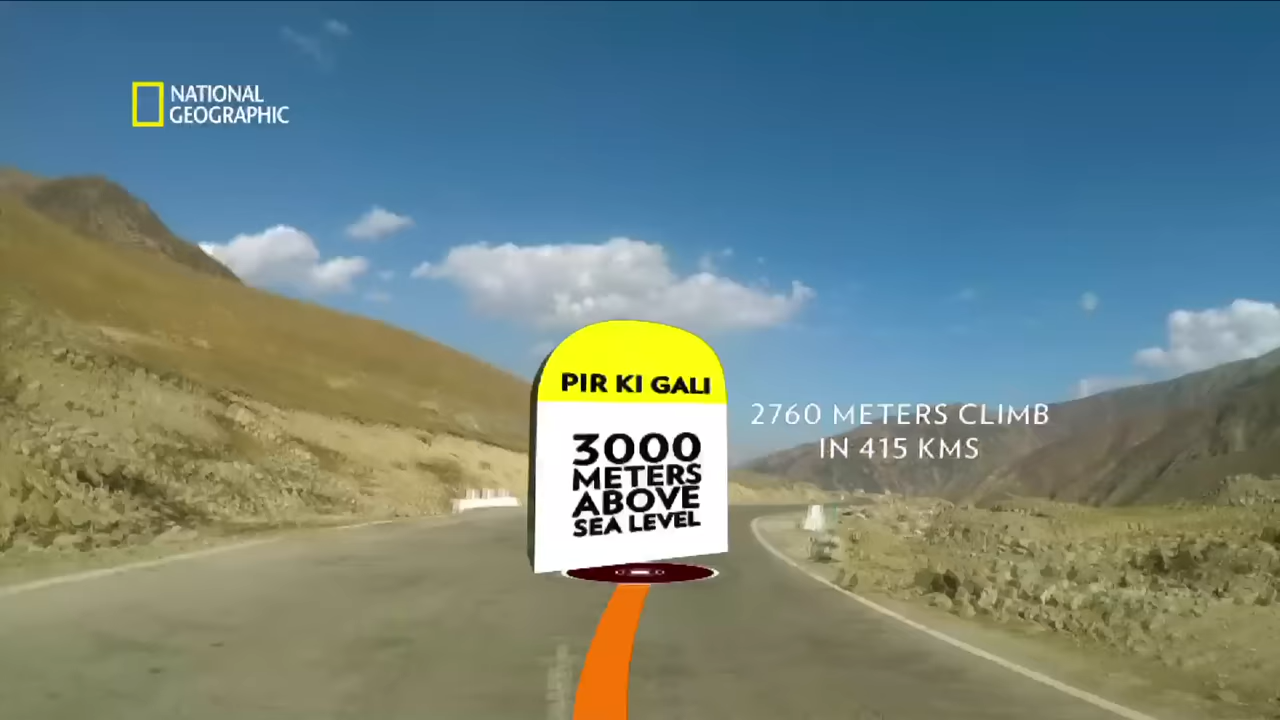 NATIONAL
GEOGRAPHIC
PIR KI GALI
3000
METERS
ABOVE
SEA LEVEL
2760 METERS CLIMB
IN 415 KMS